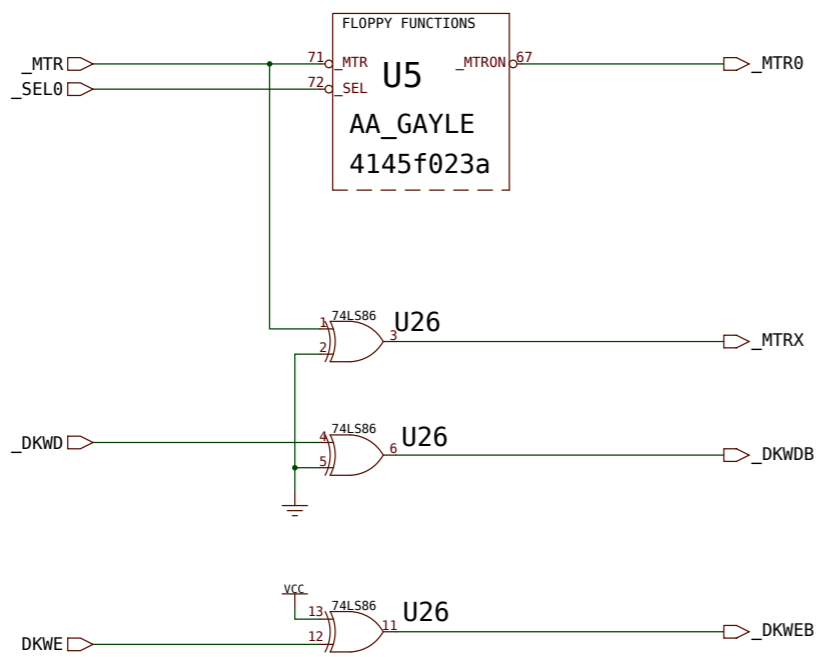 FLOPPY FUNCTIONS
_MTR 71 _MTR _MTRON 67 _MTR0
_SEL0 72 _SEL U5
AA_GAYLE
4145f023a
74LS86 U26
1 3 _MTRX
2
74LS86 U26
_DKWD 4 6 _DKWDB
5
VCC 74LS86 U26
13 11 _DKWEB
DKWE 12